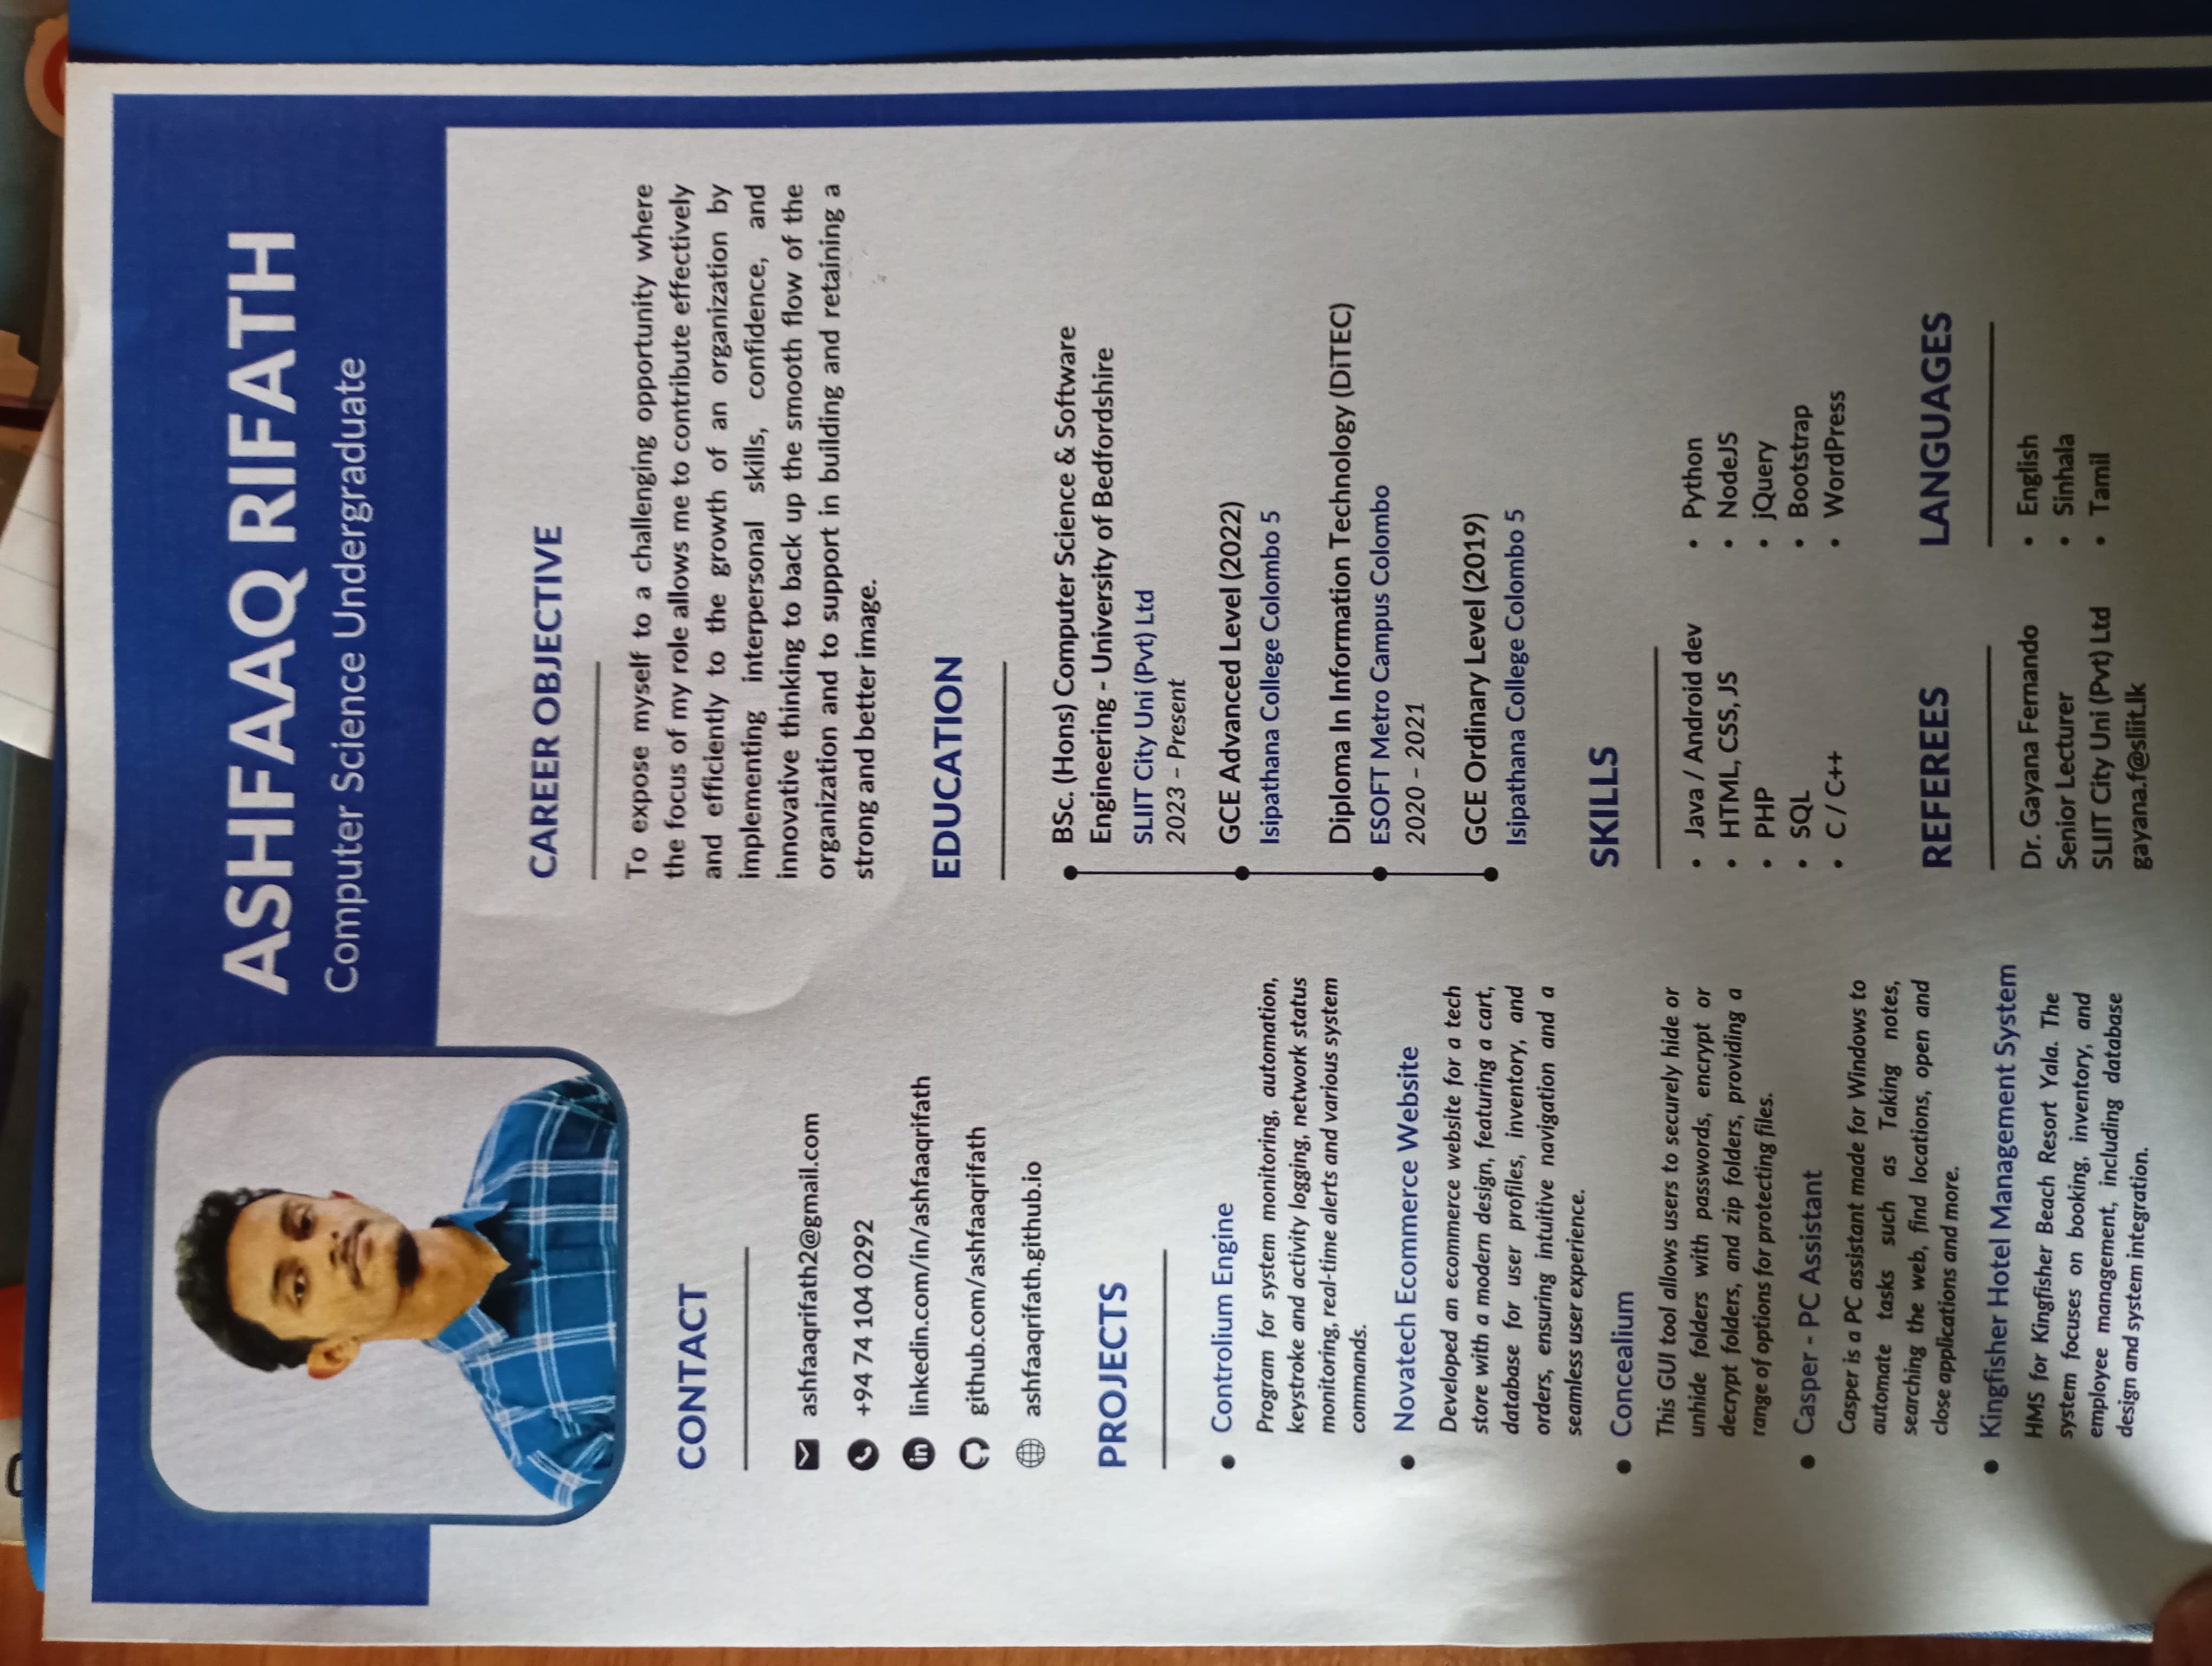 ASHFAAQ RIFATH
Computer Science Undergraduate
CONTACT
ashfaaqrifath2@gmail.com
+94 74 104 0292
in linkedin.com/in/ashfaaqrifath
github.com/ashfaaqrifath
ashfaaqrifath.github.io
PROJECTS
• Controlium Engine
Program for system monitoring, automation,
keystroke and activity logging, network status
monitoring, real-time alerts and various system
commands.
• Novatech Ecommerce Website
Developed an ecommerce website for a tech
store with a modern design, featuring a cart,
database for user profiles, inventory, and
orders, ensuring intuitive navigation and a
seamless user experience.
• Concealium
This GUI tool allows users to securely hide or
unhide folders with passwords, encrypt or
decrypt folders, and zip folders, providing a
range of options for protecting files.
• Casper - PC Assistant
Casper is a PC assistant made for Windows to
automate tasks such as Taking notes,
searching the web, find locations, open and
close applications and more.
• Kingfisher Hotel Management System
HMS for Kingfisher Beach Resort Yala. The
system focuses on booking, inventory, and
employee management, including database
design and system integration.
CAREER OBJECTIVE
To expose myself to a challenging opportunity where
the focus of my role allows me to contribute effectively
and efficiently to the growth of an organization by
implementing interpersonal skills, confidence, and
innovative thinking to back up the smooth flow of the
organization and to support in building and retaining a
strong and better image.
EDUCATION
BSc. (Hons) Computer Science & Software
Engineering - University of Bedfordshire
SLIIT City Uni (Pvt) Ltd
2023 – Present
GCE Advanced Level (2022)
Isipathana College Colombo 5
Diploma In Information Technology (DiTEC)
ESOFT Metro Campus Colombo
2020 – 2021
GCE Ordinary Level (2019)
Isipathana College Colombo 5
SKILLS
• Java / Android dev
• HTML, CSS, JS
• PHP
• SQL
• C / C++
• Python
• NodeJS
• jQuery
• Bootstrap
• WordPress
REFEREES
Dr. Gayana Fernando
Senior Lecturer
SLIIT City Uni (Pvt) Ltd
gayana.f@sliit.lk
LANGUAGES
• English
• Sinhala
• Tamil